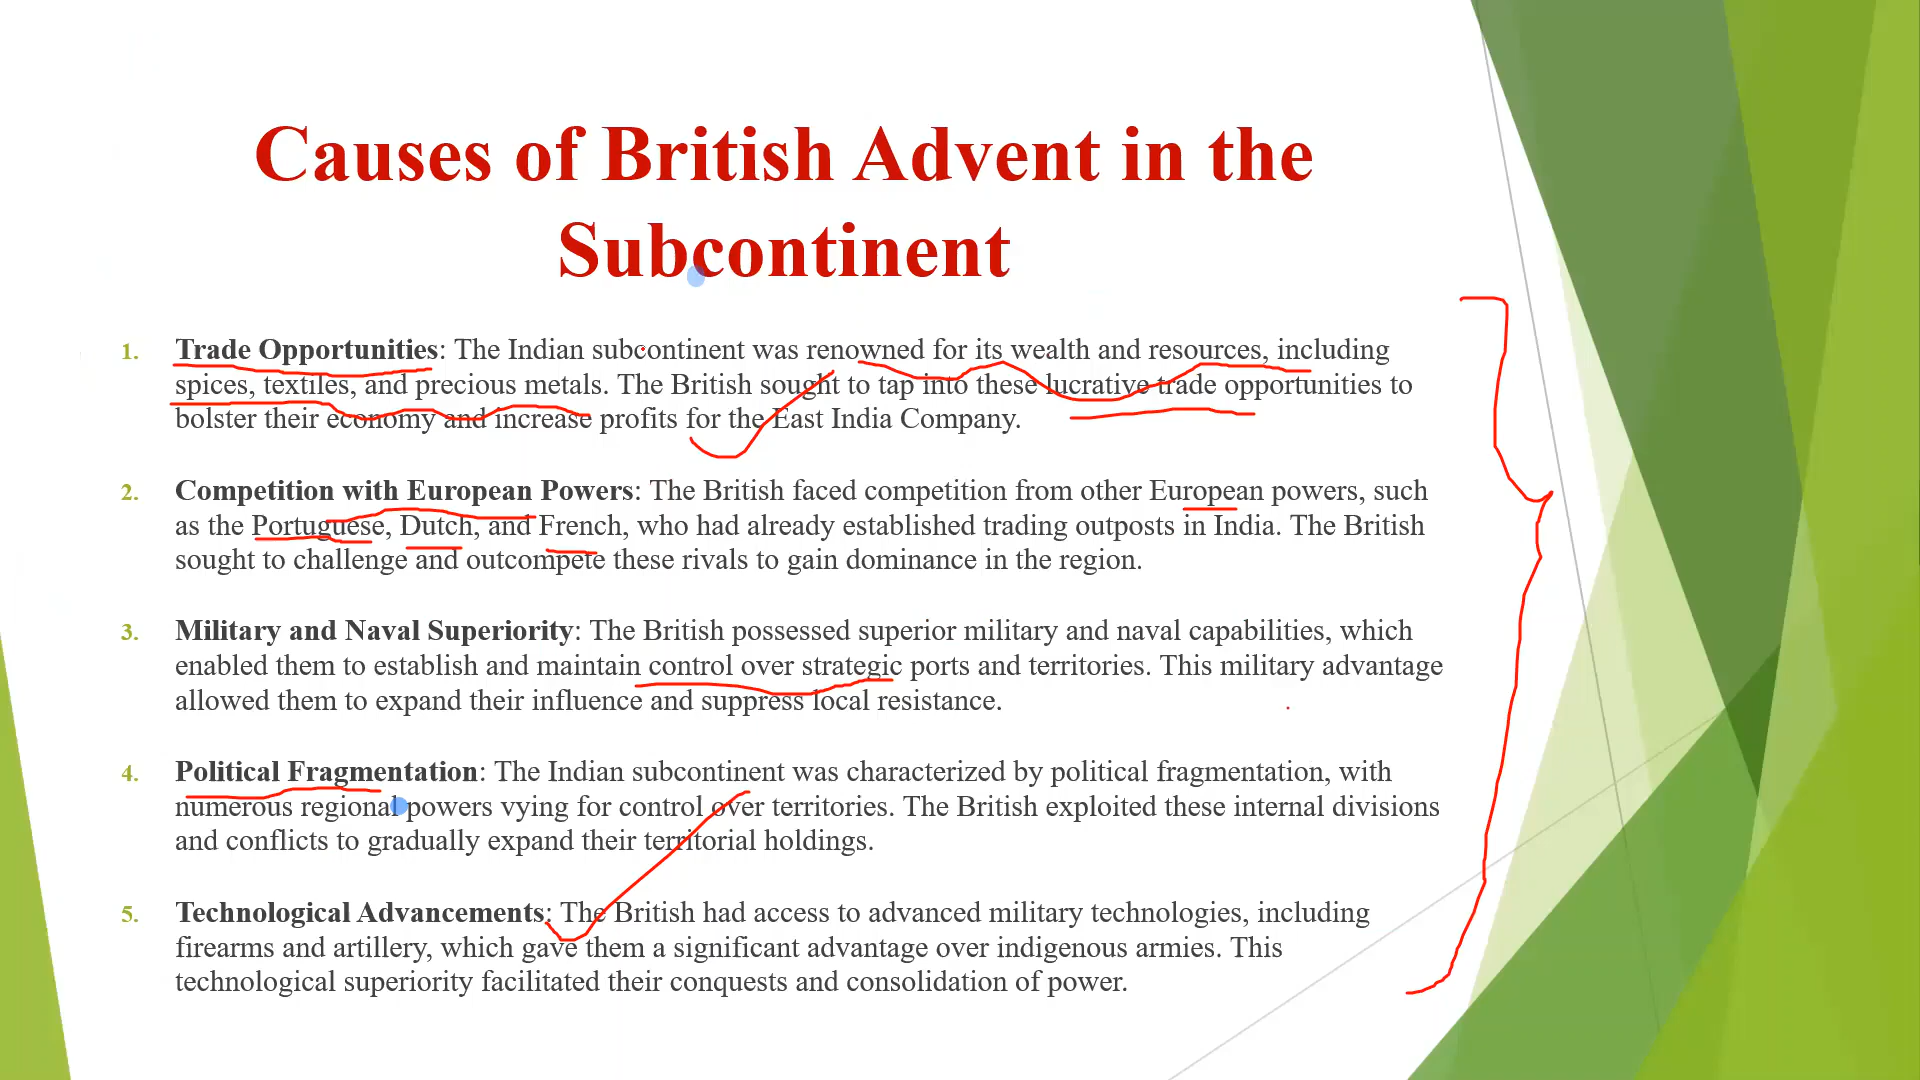 Causes of British Advent in the
Subcontinent
1. Trade Opportunities: The Indian subcontinent was renowned for its wealth and resources, including
spices, textiles, and precious metals. The British sought to tap into these lucrative trade opportunities to
bolster their economy and increase profits for the East India Company.
2. Competition with European Powers: The British faced competition from other European powers, such
as the Portuguese, Dutch, and French, who had already established trading outposts in India. The British
sought to challenge and outcompete these rivals to gain dominance in the region.
3. Military and Naval Superiority: The British possessed superior military and naval capabilities, which
enabled them to establish and maintain control over strategic ports and territories. This military advantage
allowed them to expand their influence and suppress local resistance.
4. Political Fragmentation: The Indian subcontinent was characterized by political fragmentation, with
numerous regional powers vying for control over territories. The British exploited these internal divisions
and conflicts to gradually expand their territorial holdings.
5. Technological Advancements: The British had access to advanced military technologies, including
firearms and artillery, which gave them a significant advantage over indigenous armies. This
technological superiority facilitated their conquests and consolidation of power.